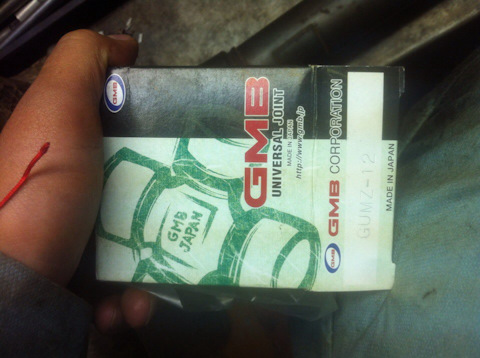 GMB
GMB
UNIVERSAL JOINT
MADE IN JAPAN
http://www.gmb.jp
GMB
JAPAN
GMB
GMB CORPORATION
GUMZ-12
MADE IN JAPAN